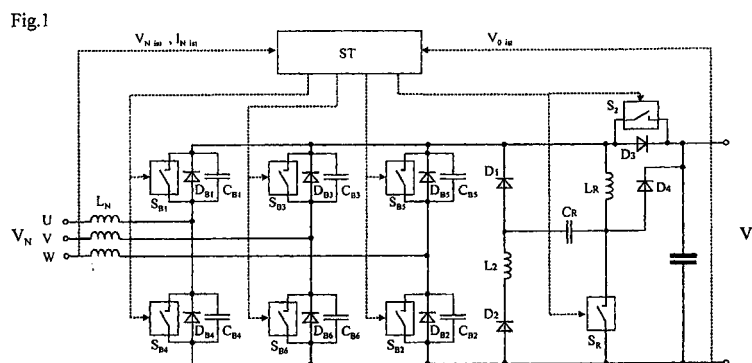 Fig.1
V_N ist , I_N ist
ST
V_0 ist
S_2
D_3
D_1
L_R
D_4
S_B1
D_B1
C_B1
S_B3
D_B3
C_B3
S_B5
D_B5
C_B5
L_N
U
V_N
V
W
C_R
V
L_2
D_2
S_R
S_B4
D_B4
C_B4
S_B6
D_B6
C_B6
S_B2
D_B2
C_B2